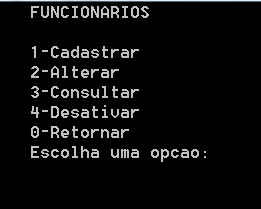 FUNCIONARIOS
1-Cadastrar
2-Alterar
3-Consultar
4-Desativar
0-Retornar
Escolha uma opcao: